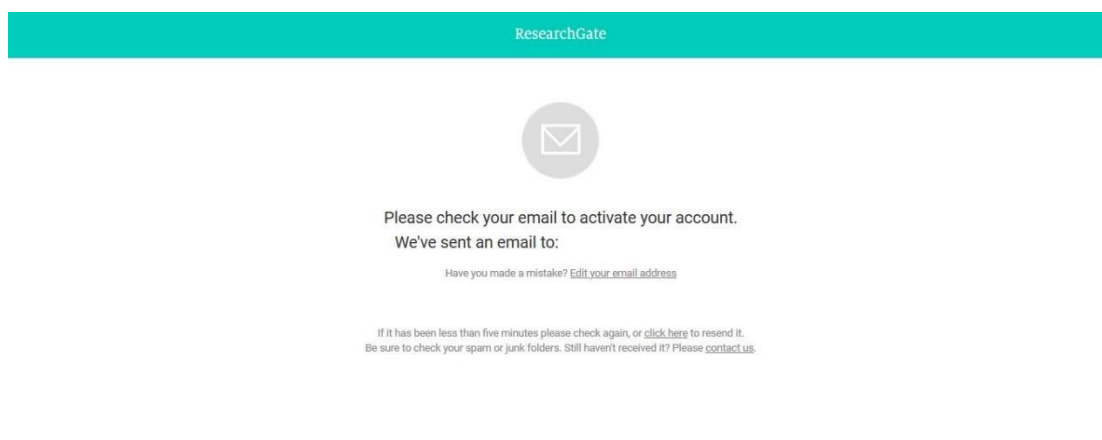 ResearchGate
Please check your email to activate your account.
We've sent an email to:
Have you made a mistake? Edit your email address
If it has been less than five minutes please check again, or click here to resend it.
Be sure to check your spam or junk folders. Still haven't received it? Please contact us.